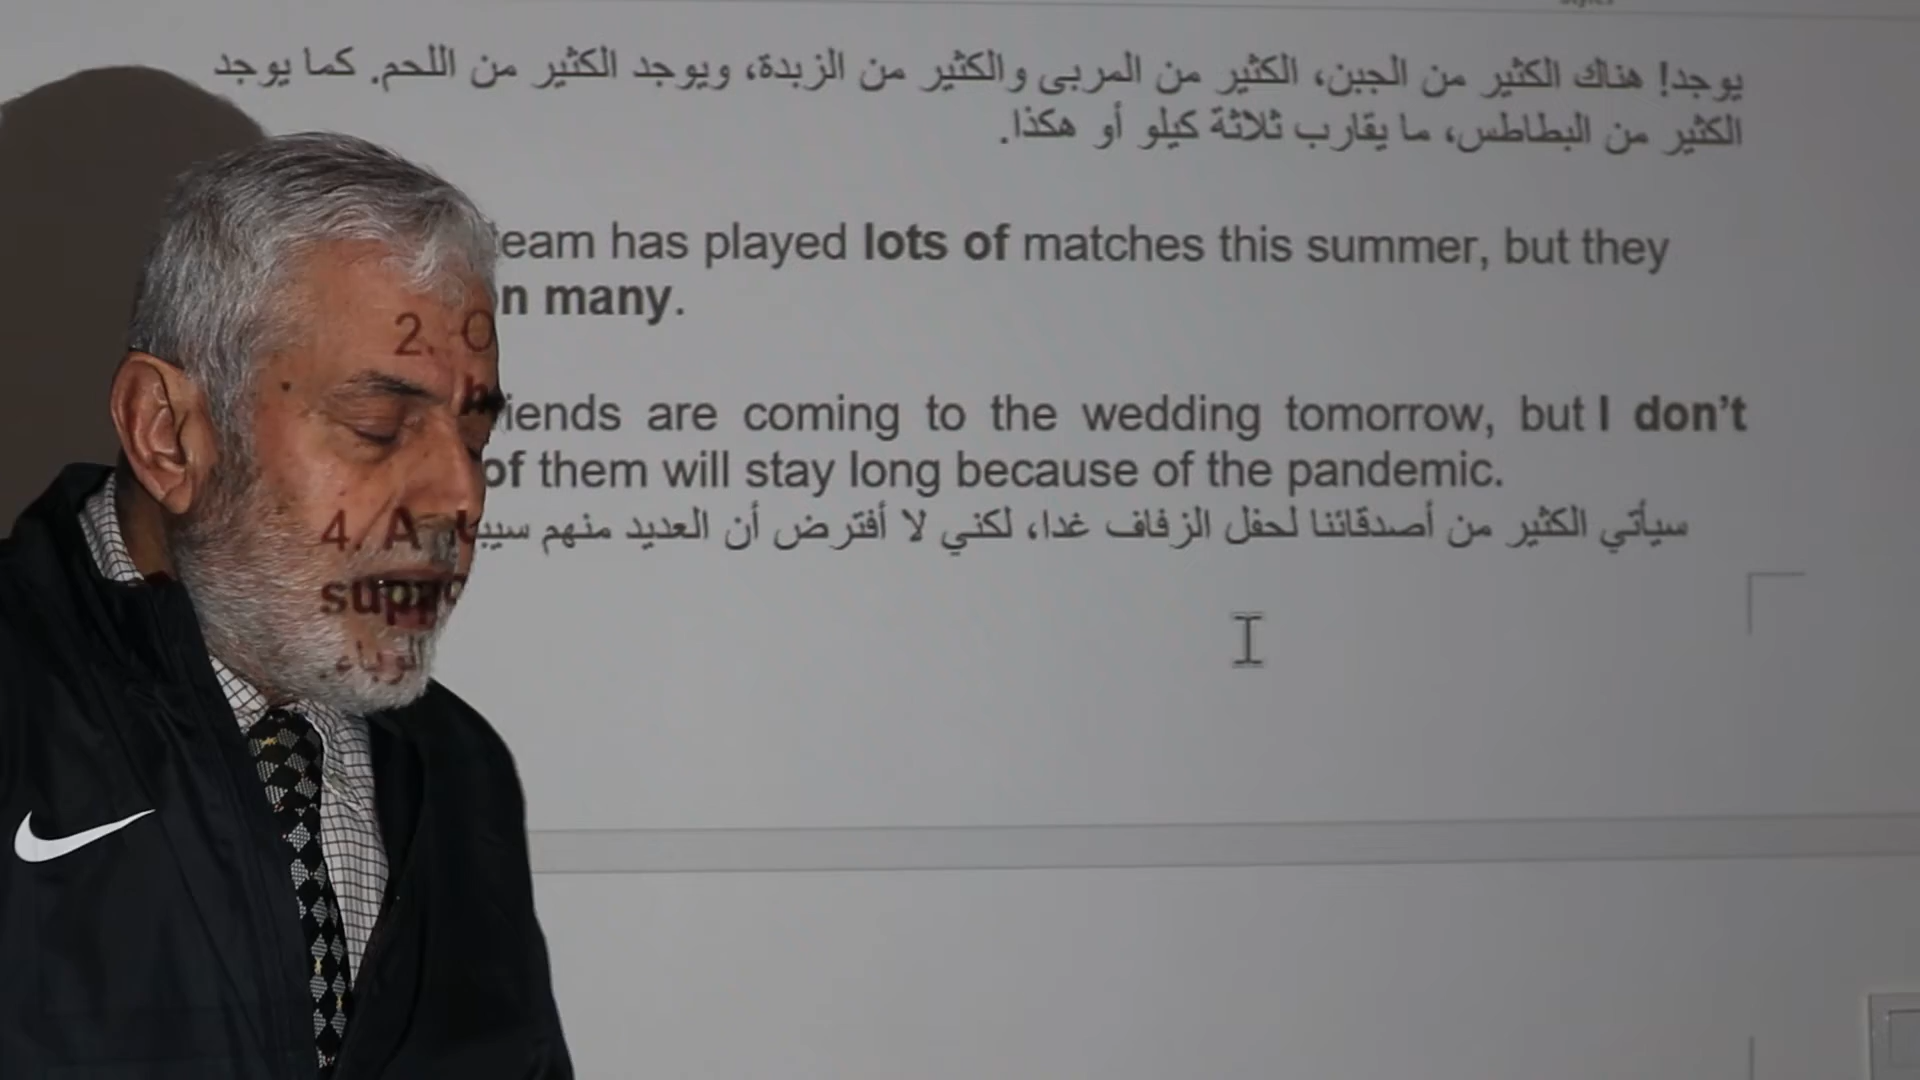 يوجد! هناك الكثير من الجبن، الكثير من المربى والكثير من الزبدة، ويوجد الكثير من اللحم. كما يوجد
الكثير من البطاطس، ما يقارب ثلاثة كيلو أو هكذا.
2. O eam has played lots of matches this summer, but they
n many.
4. A iends are coming to the wedding tomorrow, but I don't
supp of them will stay long because of the pandemic.
سيأتي الكثير من أصدقائنا لحفل الزفاف غدا، لكني لا أفترض أن العديد منهم سيب
الوباء.